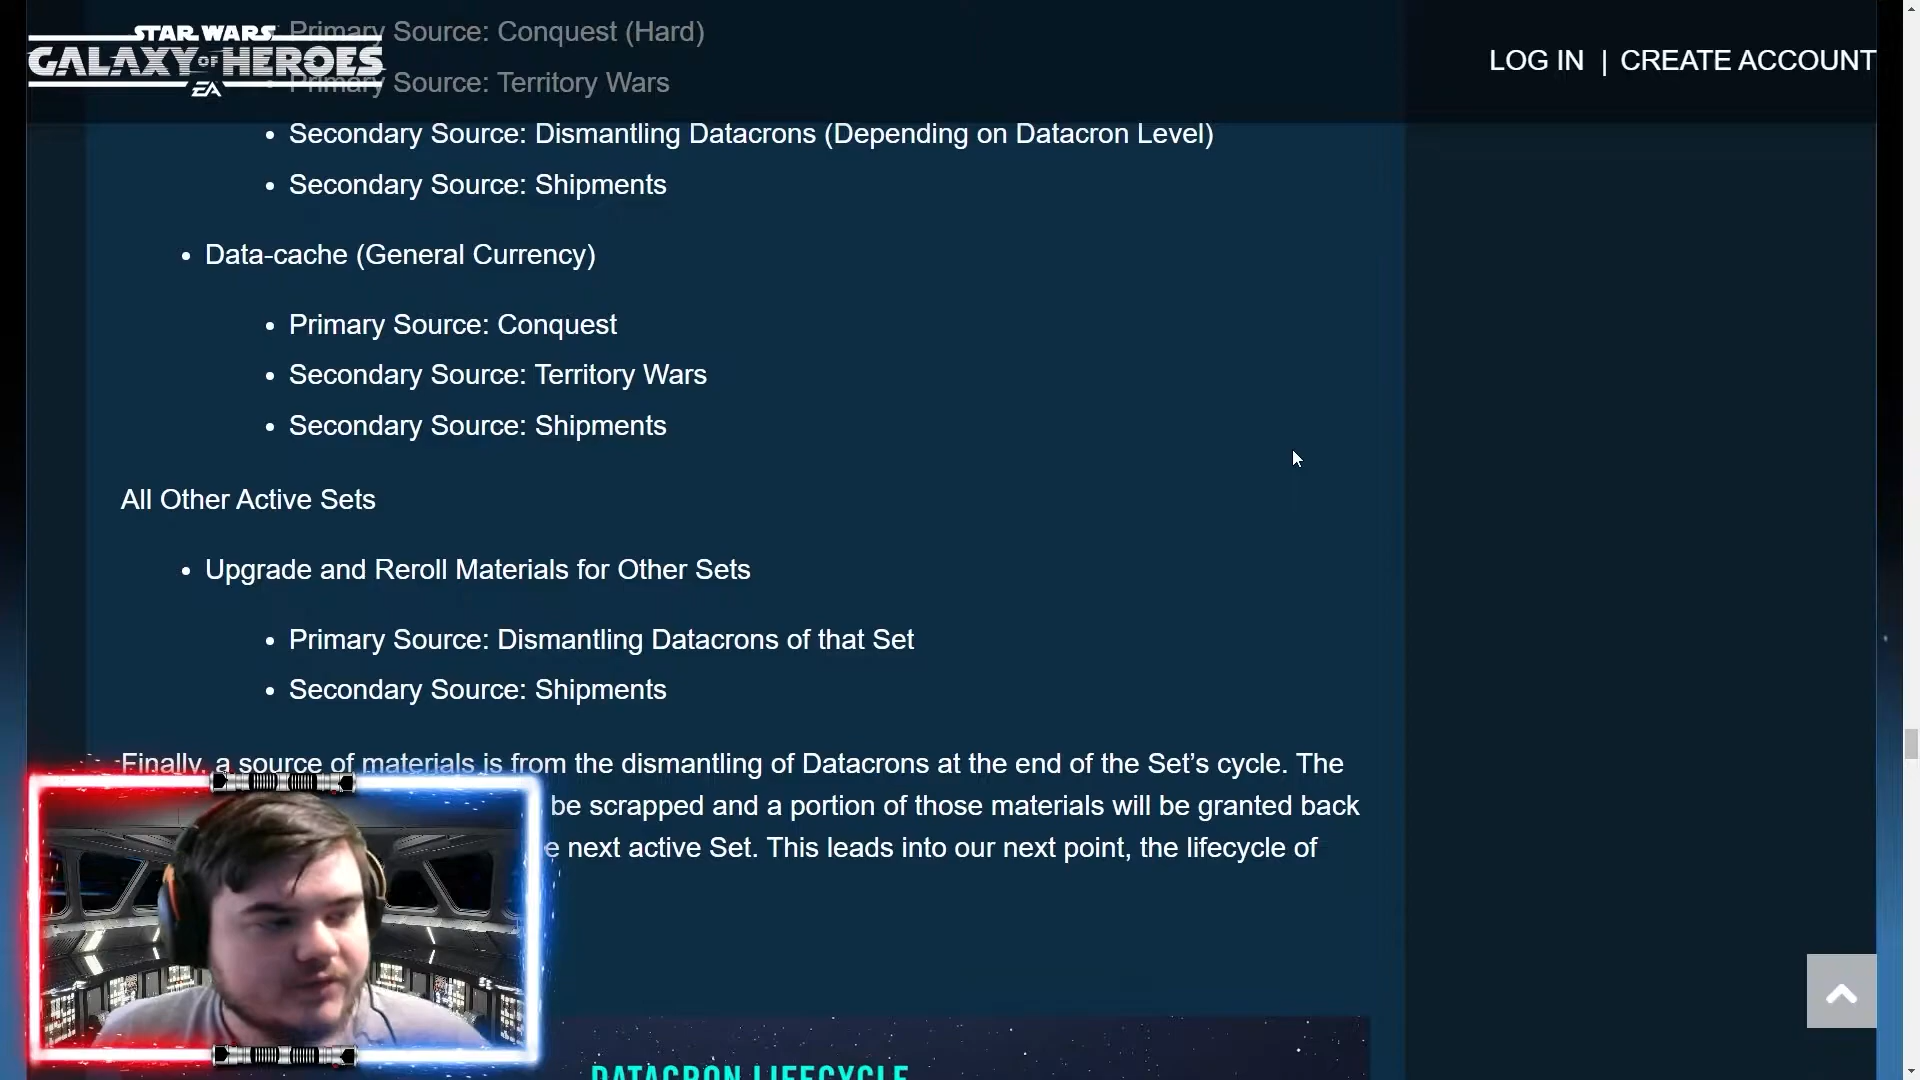 STAR WARS
GALAXY OF HEROES
EA
Primary Source: Conquest (Hard)
LOG IN | CREATE ACCOUNT
Primary Source: Territory Wars
• Secondary Source: Dismantling Datacrons (Depending on Datacron Level)
• Secondary Source: Shipments
• Data-cache (General Currency)
• Primary Source: Conquest
• Secondary Source: Territory Wars
• Secondary Source: Shipments
All Other Active Sets
• Upgrade and Reroll Materials for Other Sets
• Primary Source: Dismantling Datacrons of that Set
• Secondary Source: Shipments
Finally, a source of materials is from the dismantling of Datacrons at the end of the Set’s cycle. The
be scrapped and a portion of those materials will be granted back
next active Set. This leads into our next point, the lifecycle of
DATACRON LIFECYCLE